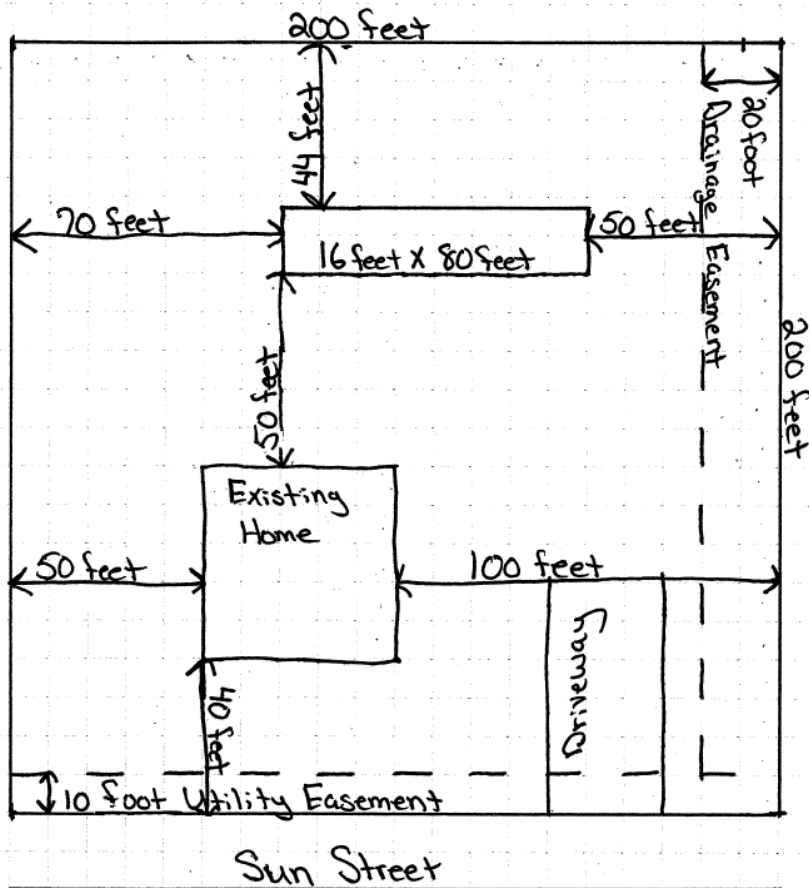 200 feet
44 feet
20 foot
Drainage Easement
70 feet
50 feet
16 feet X 80 feet
200 feet
50 feet
Existing
Home
50 feet
100 feet
40 feet
Driveway
10 foot Utility Easement
Sun Street